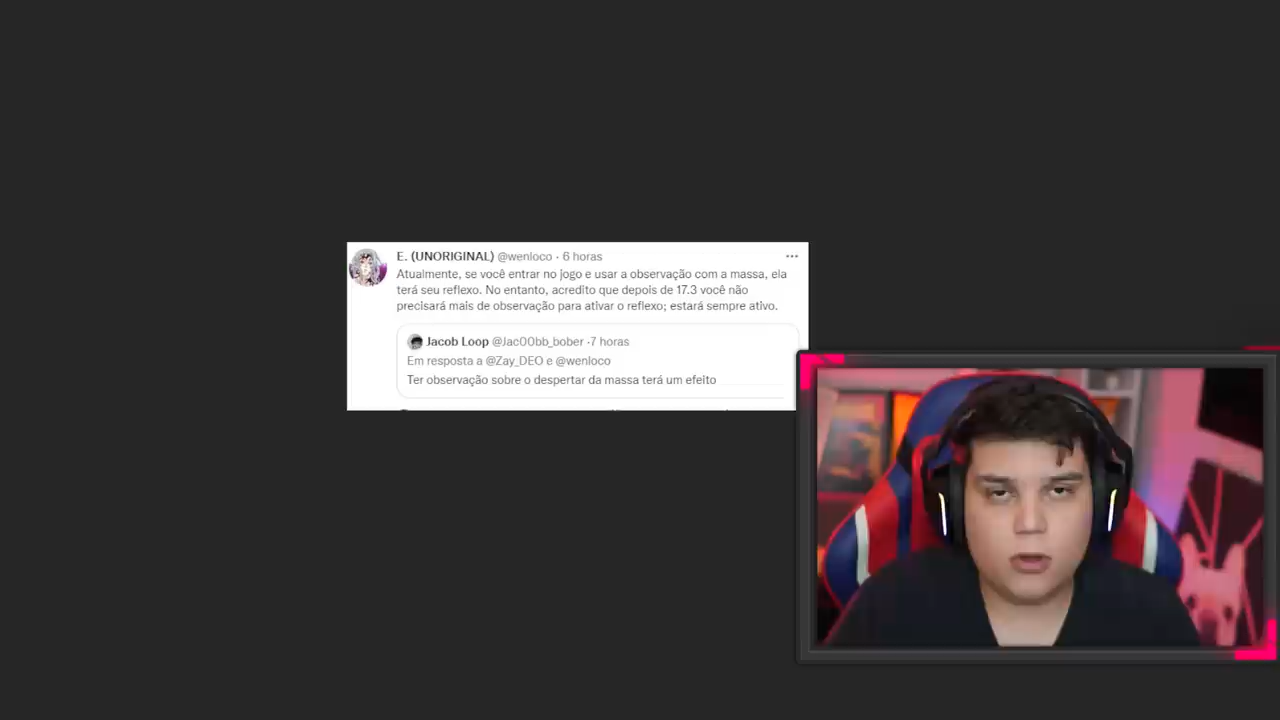 E. (UNORIGINAL) @wenloco · 6 horas
Atualmente, se você entrar no jogo e usar a observação com a massa, ela
terá seu reflexo. No entanto, acredito que depois de 17.3 você não
precisará mais de observação para ativar o reflexo; estará sempre ativo.
Jacob Loop @Jac00bb_bober ·7 horas
Em resposta a @Zay_DEO e @wenloco
Ter observação sobre o despertar da massa terá um efeito